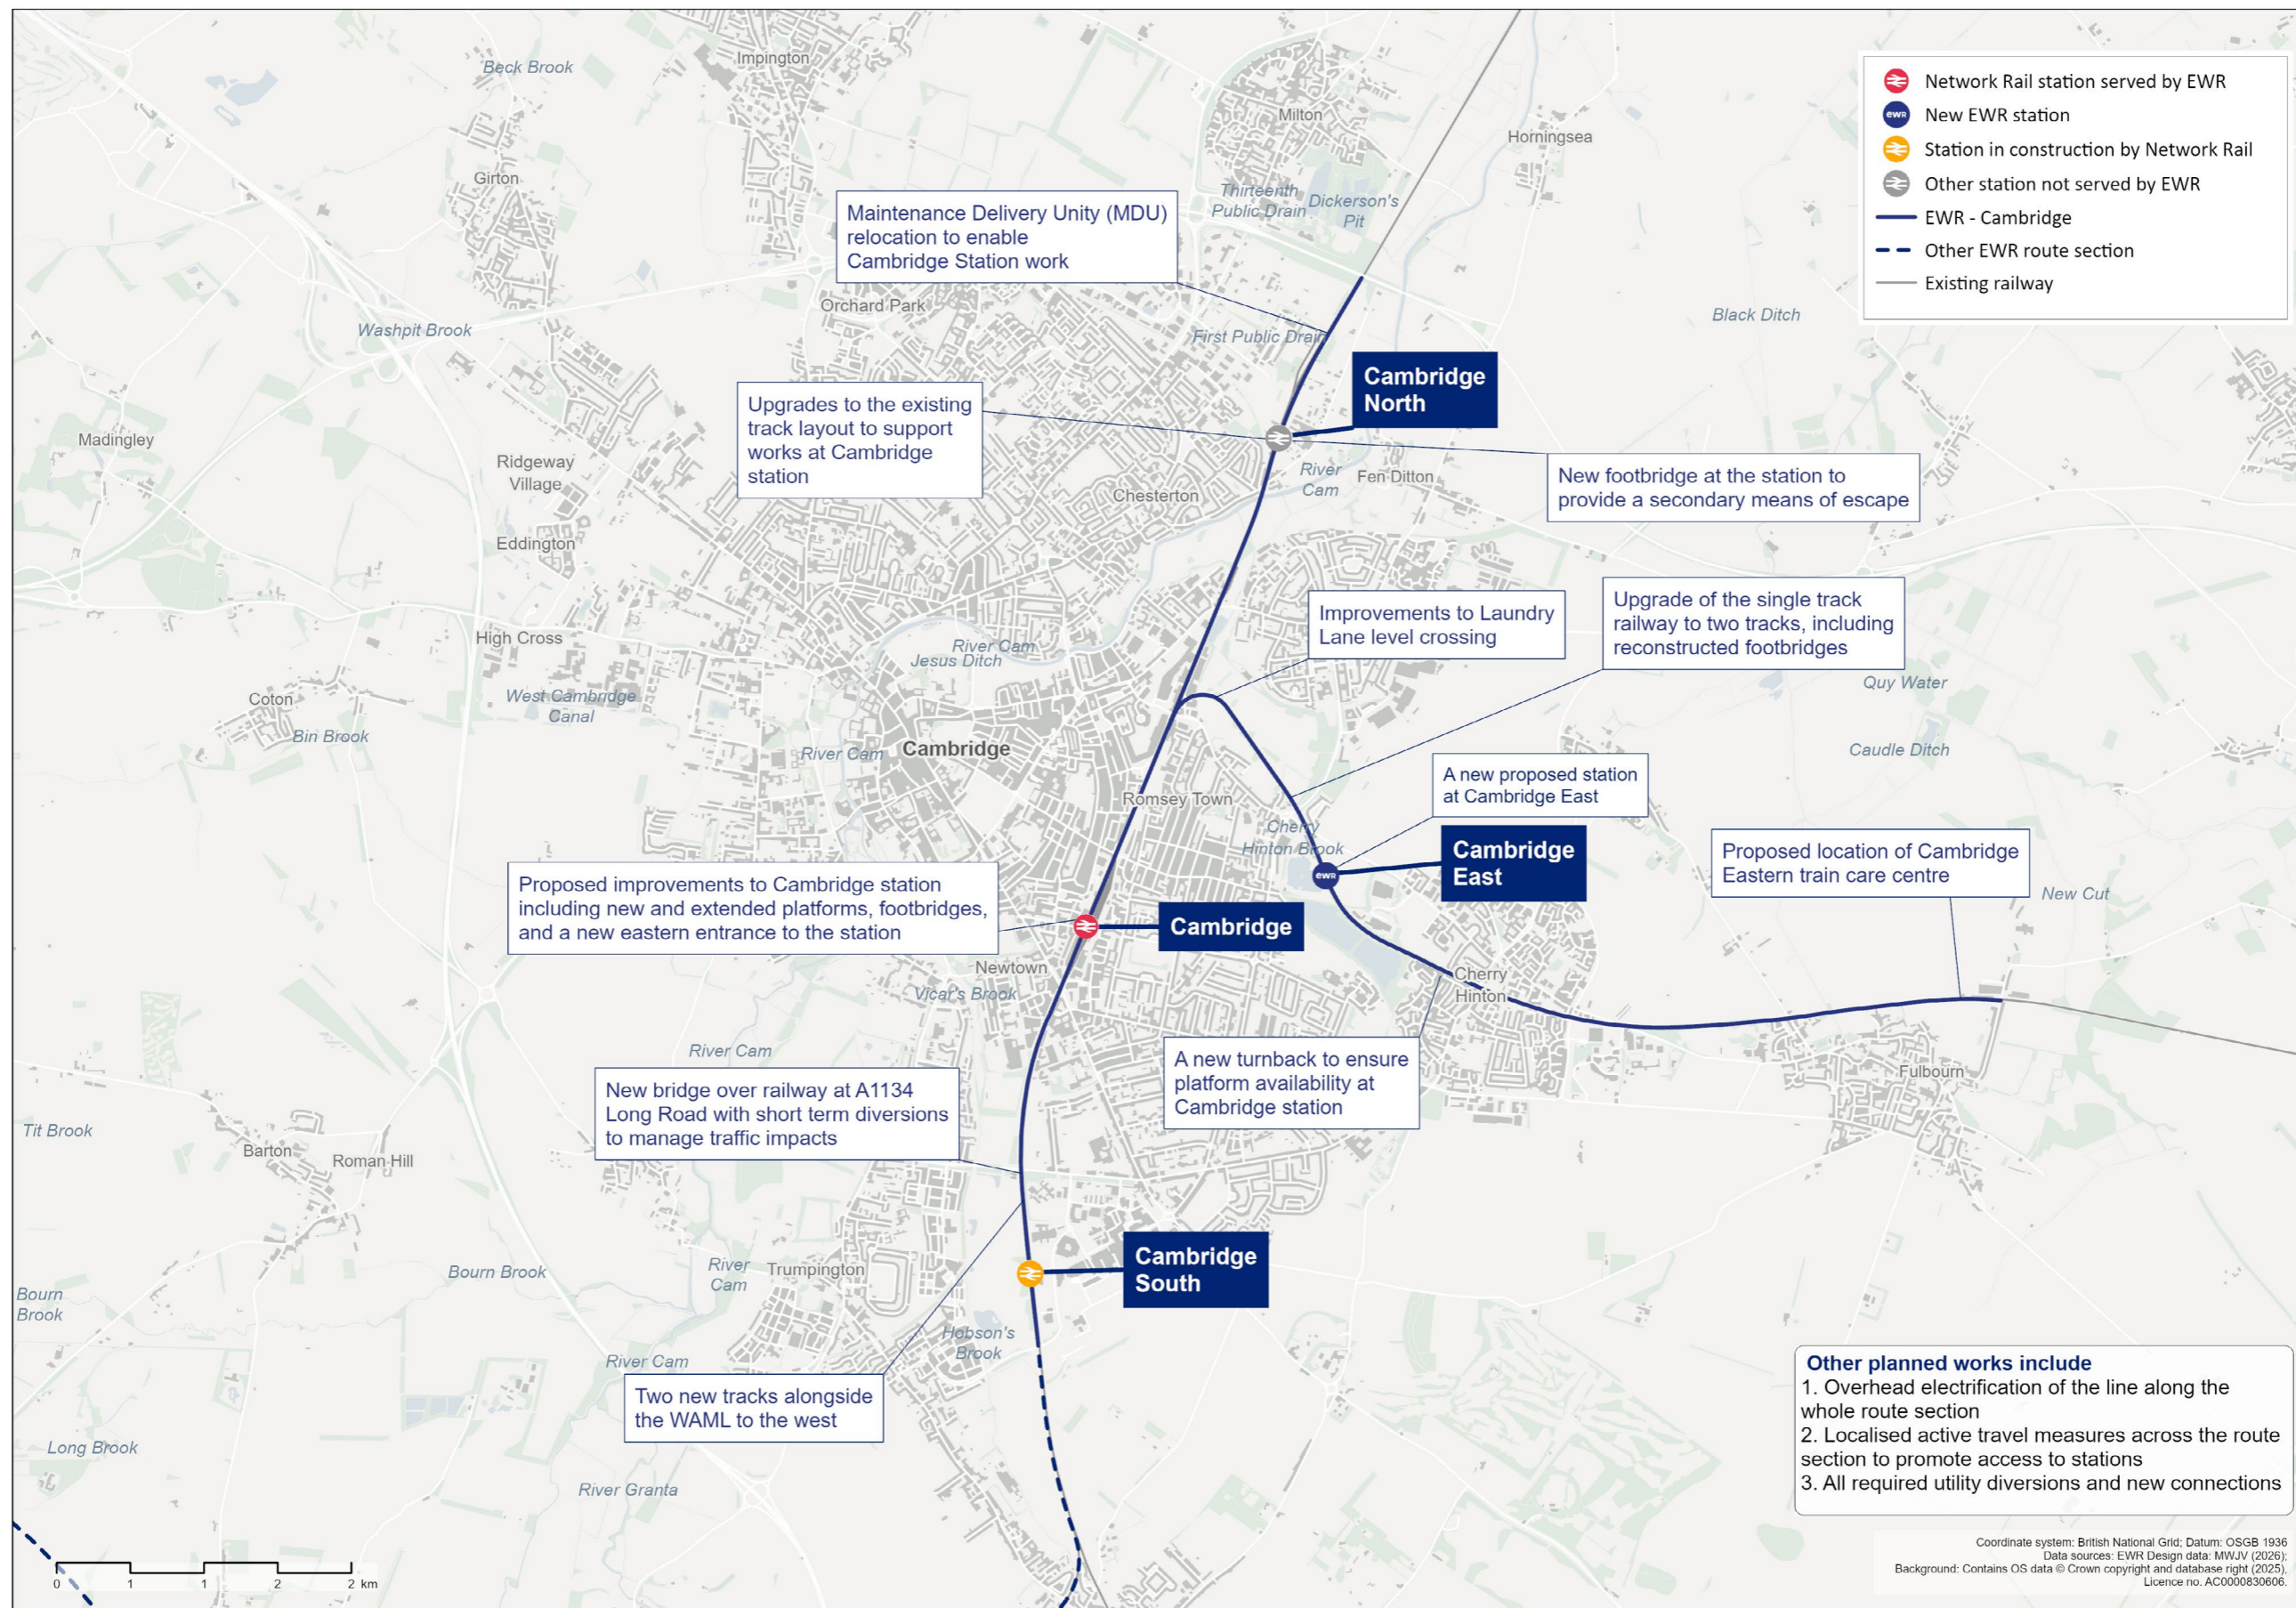 Beck Brook
Impington
Milton
Horningsea
Girton
Thirteenth
Public Drain
Dickerson's
Pit
Network Rail station served by EWR
ewr
New EWR station
Station in construction by Network Rail
Other station not served by EWR
EWR - Cambridge
Other EWR route section
Existing railway
Maintenance Delivery Unity (MDU)
relocation to enable
Cambridge Station work
Orchard Park
Washpit Brook
First Public Drain
Black Ditch
Cambridge
North
Upgrades to the existing
track layout to support
works at Cambridge
station
Madingley
Ridgeway
Village
Chesterton
River
Cam
Fen Ditton
New footbridge at the station to
provide a secondary means of escape
Eddington
Improvements to Laundry
Lane level crossing
Upgrade of the single track
railway to two tracks, including
reconstructed footbridges
High Cross
River Cam
Jesus Ditch
Coton
West Cambridge
Canal
Bin Brook
River Cam
Cambridge
Quy Water
Caudle Ditch
Romsey Town
A new proposed station
at Cambridge East
Cherry
Hinton Brook
ewr
Cambridge
East
Proposed location of Cambridge
Eastern train care centre
New Cut
Proposed improvements to Cambridge station
including new and extended platforms, footbridges,
and a new eastern entrance to the station
Cambridge
Newtown
Vicar's Brook
Cherry
Hinton
River Cam
A new turnback to ensure
platform availability at
Cambridge station
Fulbourn
New bridge over railway at A1134
Long Road with short term diversions
to manage traffic impacts
Tit Brook
Barton
Roman Hill
Cambridge
South
Bourn Brook
River
Cam
Trumpington
Bourn
Brook
Hobson's
Brook
River Cam
Two new tracks alongside
the WAML to the west
Long Brook
River Granta
Other planned works include
1. Overhead electrification of the line along the
whole route section
2. Localised active travel measures across the route
section to promote access to stations
3. All required utility diversions and new connections
0 1 1 2 2 km
Coordinate system: British National Grid; Datum: OSGB 1936
Data sources: EWR Design data: MWJV (2026);
Background: Contains OS data © Crown copyright and database right (2025),
Licence no. AC0000830606.